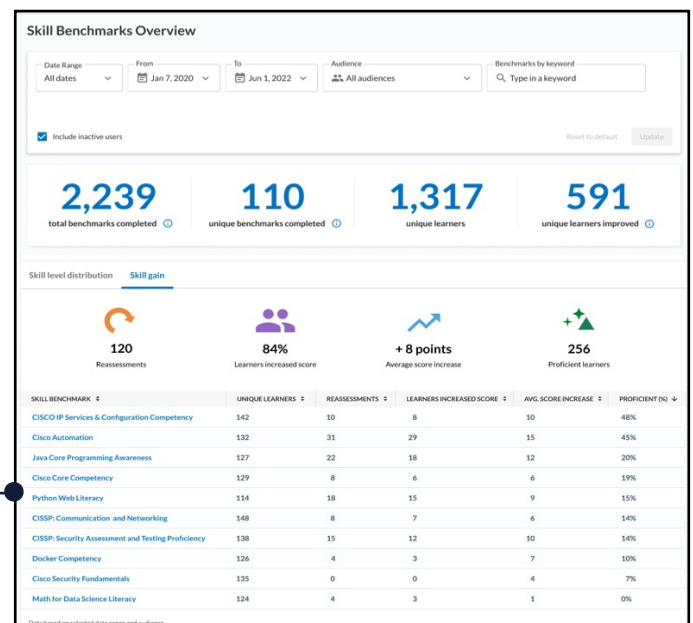 Skill Benchmarks Overview
Date Range From To Audience Benchmarks by keyword
All dates Jan 7, 2020 Jun 1, 2022 All audiences Type in a keyword
Include inactive users Reset to default Update
2,239 110 1,317 591
total benchmarks completed unique benchmarks completed unique learners unique learners improved
Skill level distribution Skill gain
120 84% + 8 points 256
Reassessments Learners increased score Average score increase Proficient learners
SKILL BENCHMARK UNIQUE LEARNERS REASSESSMENTS LEARNERS INCREASED SCORE AVG. SCORE INCREASE PROFICIENT (%)
CISCO IP Services & Configuration Competency 142 10 8 10 48%
Cisco Automation 132 31 29 15 45%
Java Core Programming Awareness 127 22 18 12 20%
Cisco Core Competency 129 8 6 6 19%
Python Web Literacy 114 18 15 9 15%
CISSP: Communication and Networking 148 8 7 6 14%
CISSP: Security Assessment and Testing Proficiency 138 15 12 10 14%
Docker Competency 126 4 3 7 10%
Cisco Security Fundamentals 135 0 0 4 7%
Math for Data Science Literacy 124 4 3 1 0%
Data based on selected date range and audience